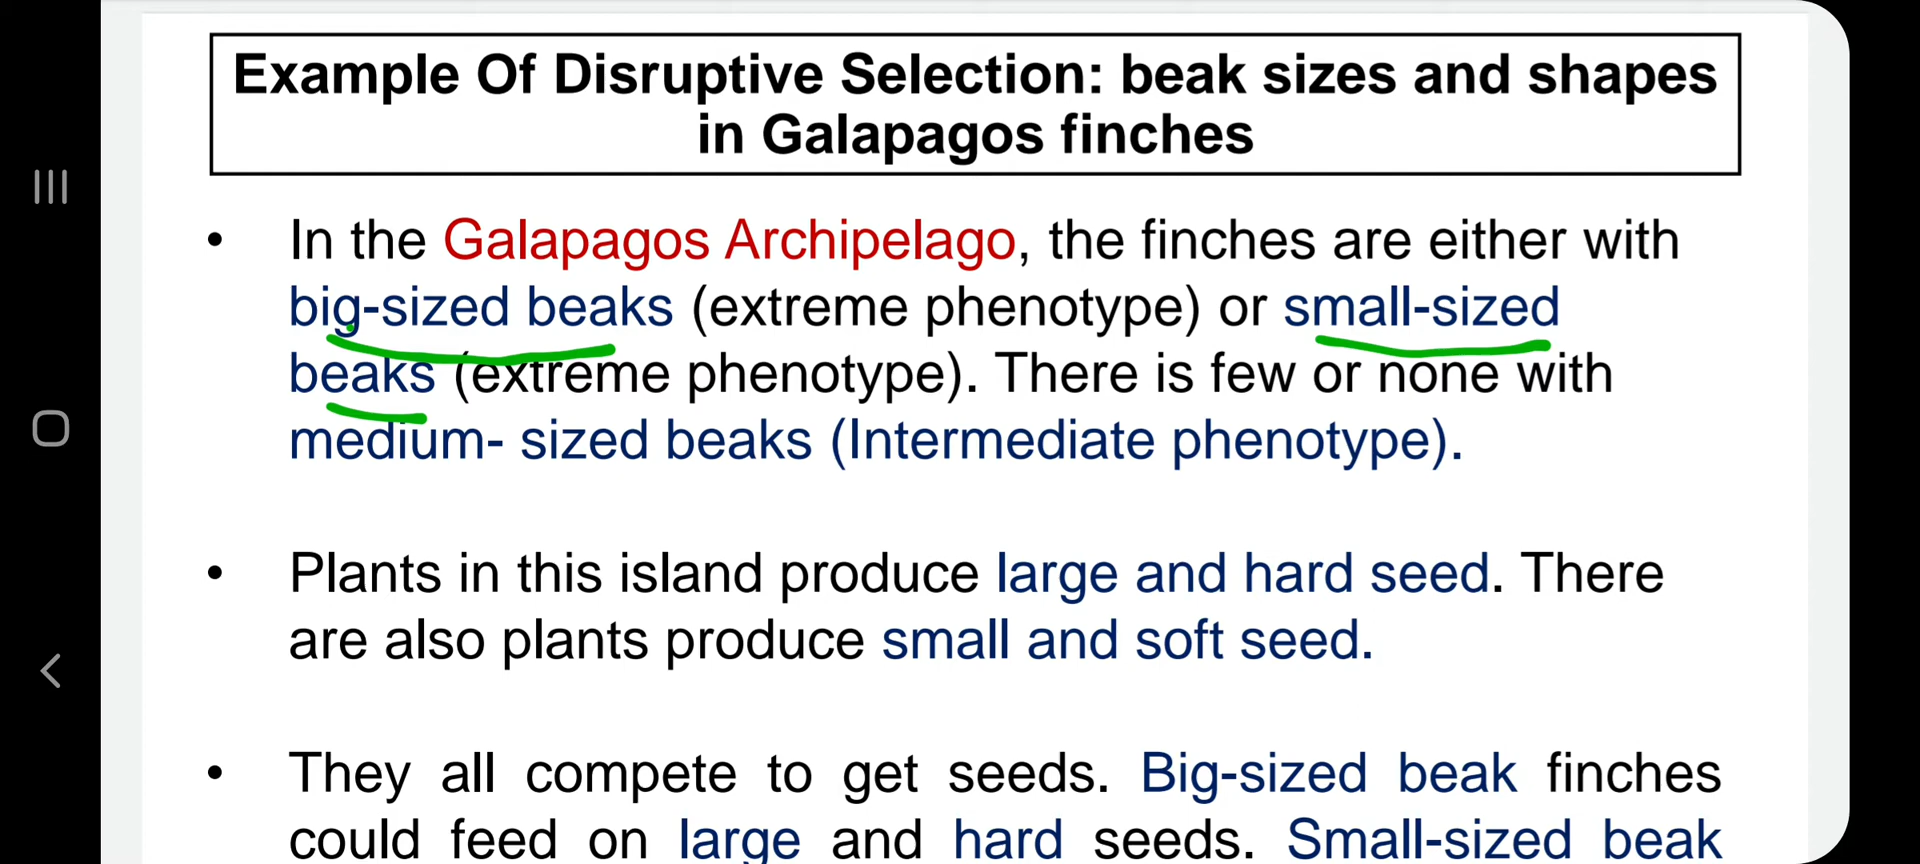 Example Of Disruptive Selection: beak sizes and shapes
in Galapagos finches
• In the Galapagos Archipelago, the finches are either with
big-sized beaks (extreme phenotype) or small-sized
beaks (extreme phenotype). There is few or none with
medium- sized beaks (Intermediate phenotype).
• Plants in this island produce large and hard seed. There
are also plants produce small and soft seed.
• They all compete to get seeds. Big-sized beak finches
could feed on large and hard seeds. Small-sized beak